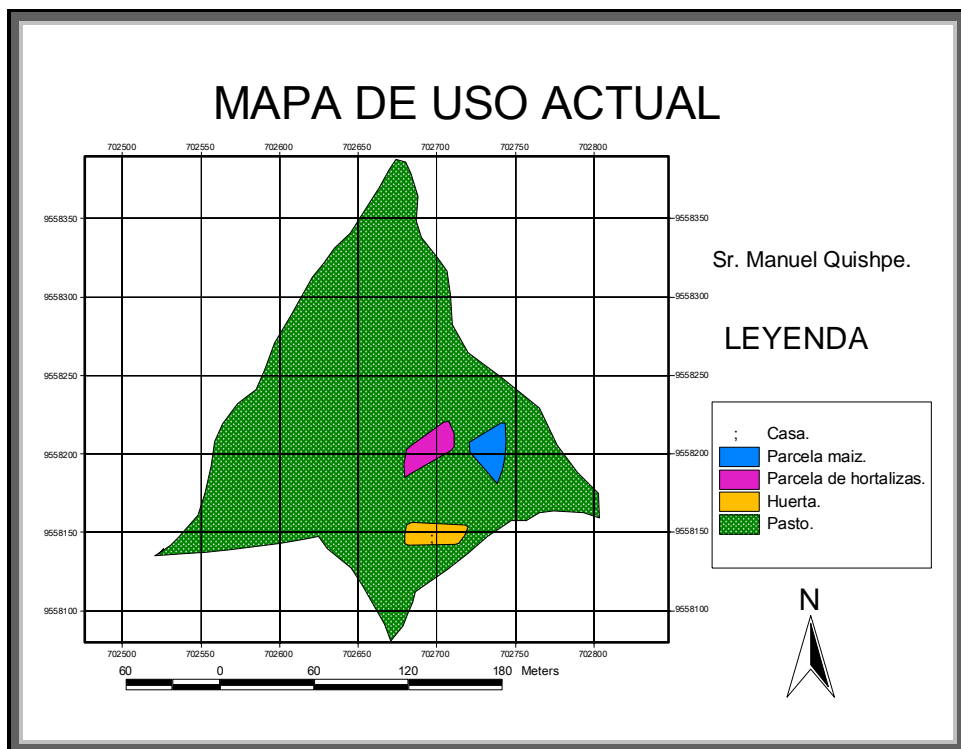 MAPA DE USO ACTUAL
702500 702550 702600 702650 702700 702750 702800
9558350 9558350
Sr. Manuel Quishpe.
9558300 9558300
LEYENDA
9558250 9558250
; Casa.
9558200 9558200
Parcela maiz.
Parcela de hortalizas.
Huerta.
Pasto.
9558150 9558150
;
9558100 9558100
N
702500 702550 702600 702650 702700 702750 702800
60 0 60 120 180 Meters